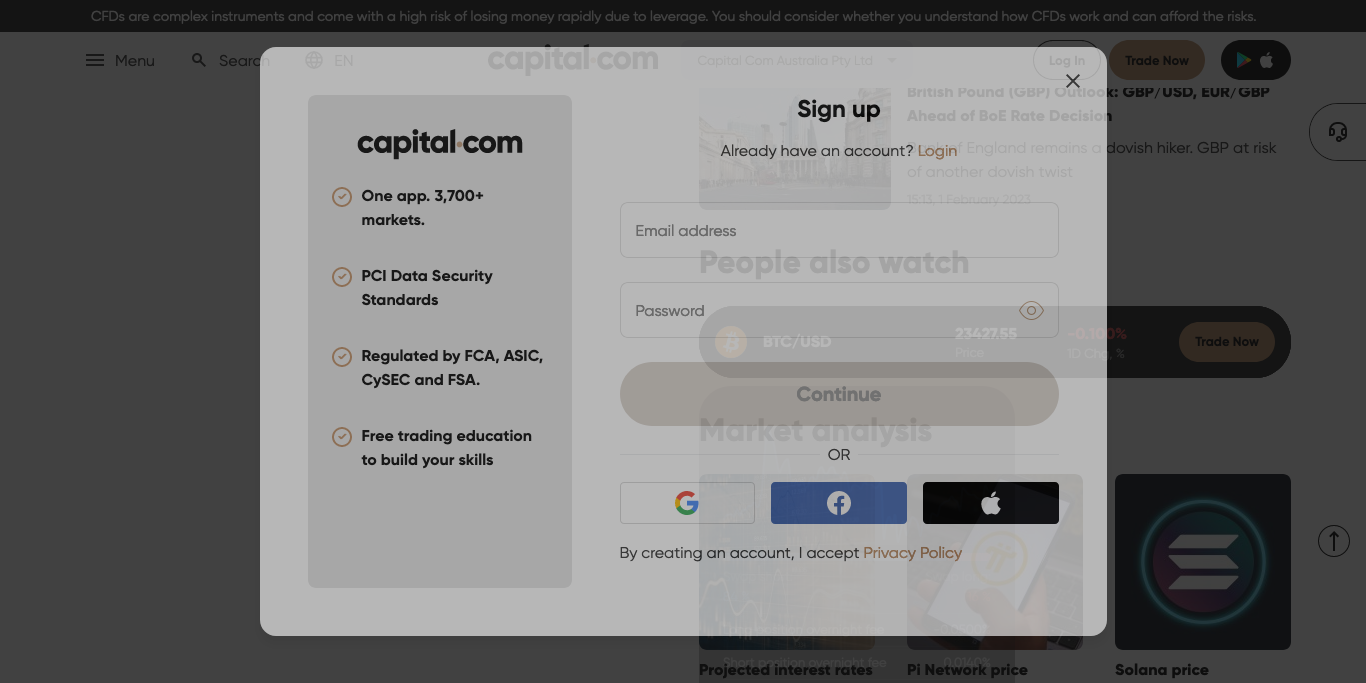 CFDs are complex instruments and come with a high risk of losing money rapidly due to leverage. You should consider whether you understand how CFDs work and can afford the risks.
Menu
Search
EN
capital.com
Capital Com Australia Pty Ltd
Log In
Trade Now
British Pound (GBP) Outlook: GBP/USD, EUR/GBP
Ahead of BoE Rate Decision
Bank of England remains a dovish hiker. GBP at risk
of another dovish twist
15:13, 1 February 2023
People also watch
BTC/USD
23427.55
Price
-0.100%
1D Chg, %
Trade Now
Market analysis
Short position overnight fee
Projected interest rates
Pi Network price
Solana price
capital.com
One app. 3,700+
markets.
PCI Data Security
Standards
Regulated by FCA, ASIC,
CySEC and FSA.
Free trading education
to build your skills
Sign up
Already have an account? Login
Email address
Password
Continue
OR
By creating an account, I accept Privacy Policy